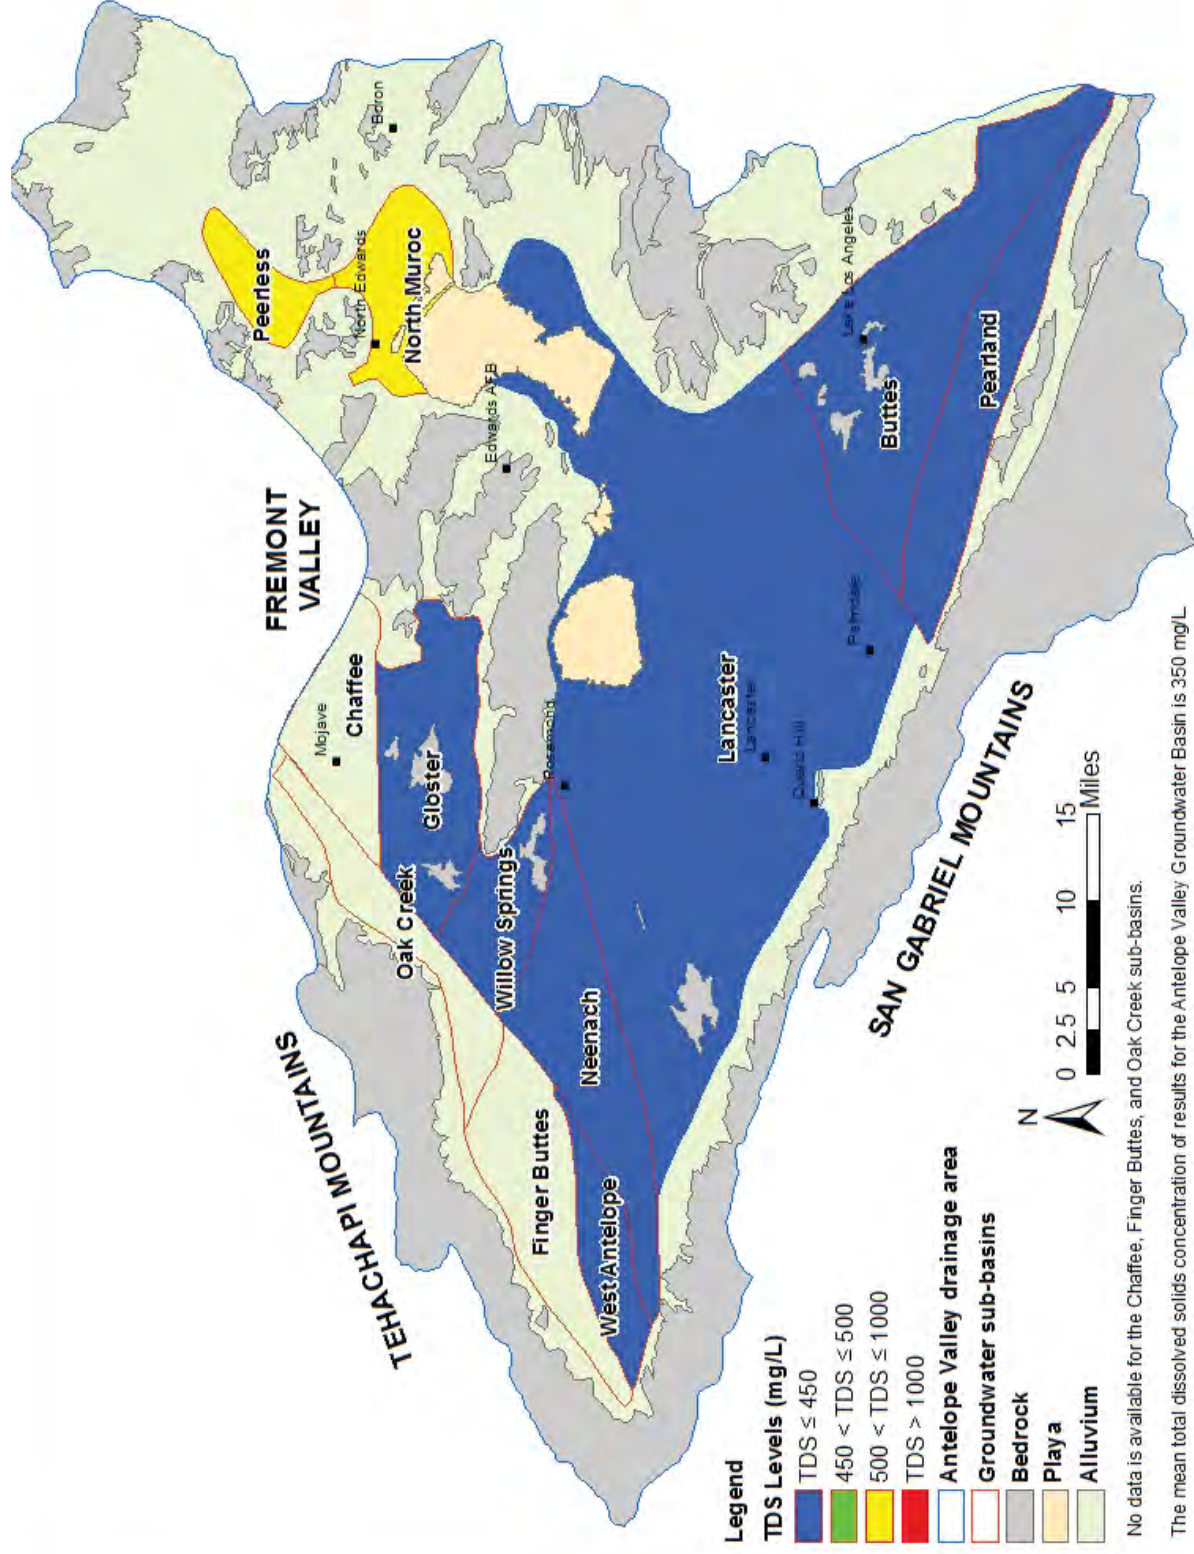 TEHACHAPI MOUNTAINS
FREMONT
VALLEY
SAN GABRIEL MOUNTAINS
Peerless
North Edwards
North Muroc
Boron
Edwards AFB
Mojave
Chaffee
Gloster
Oak Creek
Willow Springs
Rosamond
Finger Buttes
West Antelope
Neenach
Lancaster
Lancaster
Quartz Hill
Palmdale
Buttes
Lake Los Angeles
Pearland
N
0 2.5 5 10 15
Miles
Legend
TDS Levels (mg/L)
TDS ≤ 450
450 < TDS ≤ 500
500 < TDS ≤ 1000
TDS > 1000
Antelope Valley drainage area
Groundwater sub-basins
Bedrock
Playa
Alluvium
No data is available for the Chaffee, Finger Buttes, and Oak Creek sub-basins.
The mean total dissolved solids concentration of results for the Antelope Valley Groundwater Basin is 350 mg/L.